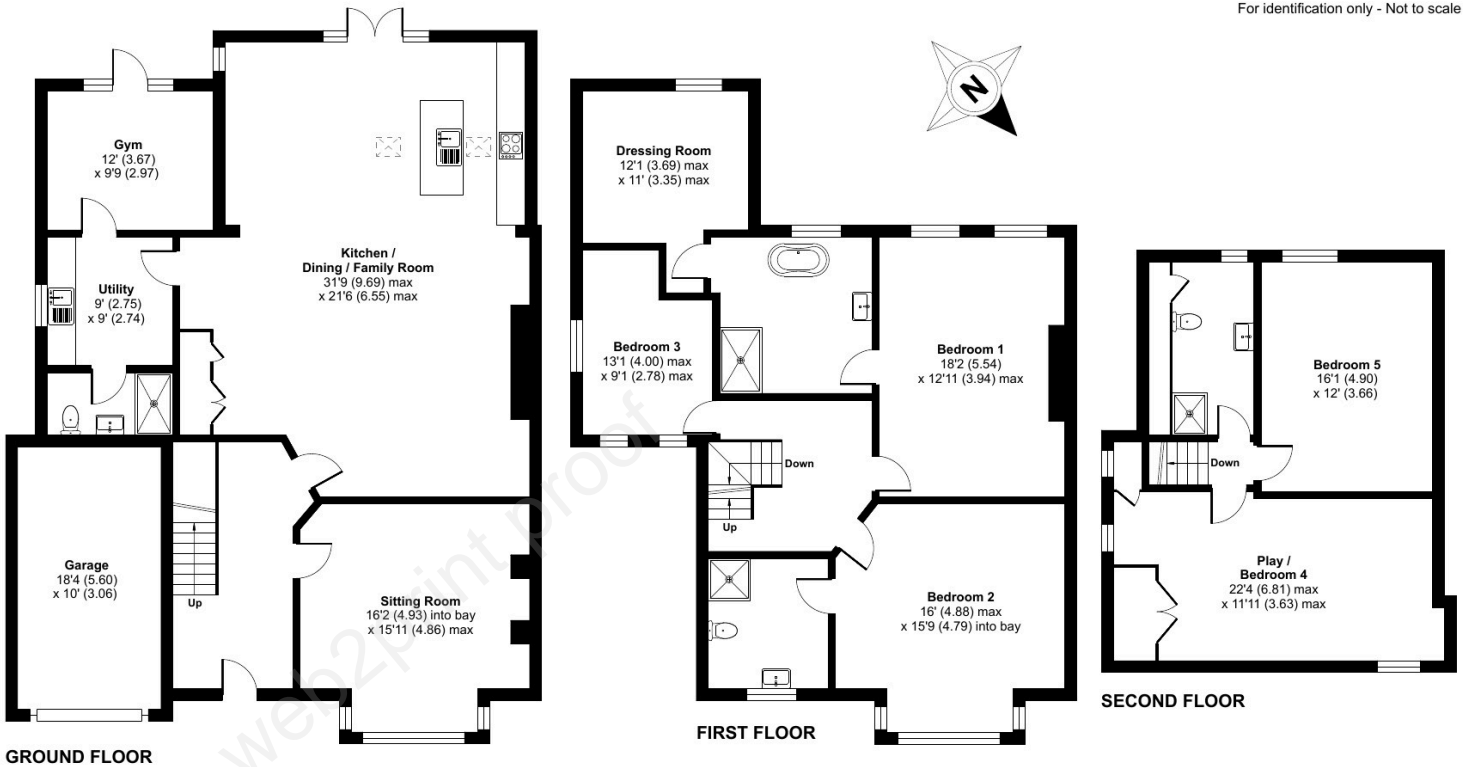 For identification only - Not to scale
N
Gym
12' (3.67)
x 9'9 (2.97)
Kitchen /
Dining / Family Room
31'9 (9.69) max
x 21'6 (6.55) max
Utility
9' (2.75)
x 9' (2.74)
Garage
18'4 (5.60)
x 10' (3.06)
Up
Sitting Room
16'2 (4.93) into bay
x 15'11 (4.86) max
GROUND FLOOR
Dressing Room
12'1 (3.69) max
x 11' (3.35) max
Bedroom 3
13'1 (4.00) max
x 9'1 (2.78) max
Bedroom 1
18'2 (5.54)
x 12'11 (3.94) max
Down
Up
Bedroom 2
16' (4.88) max
x 15'9 (4.79) into bay
FIRST FLOOR
Bedroom 5
16'1 (4.90)
x 12' (3.66)
Down
Play /
Bedroom 4
22'4 (6.81) max
x 11'11 (3.63) max
SECOND FLOOR
web2print proof